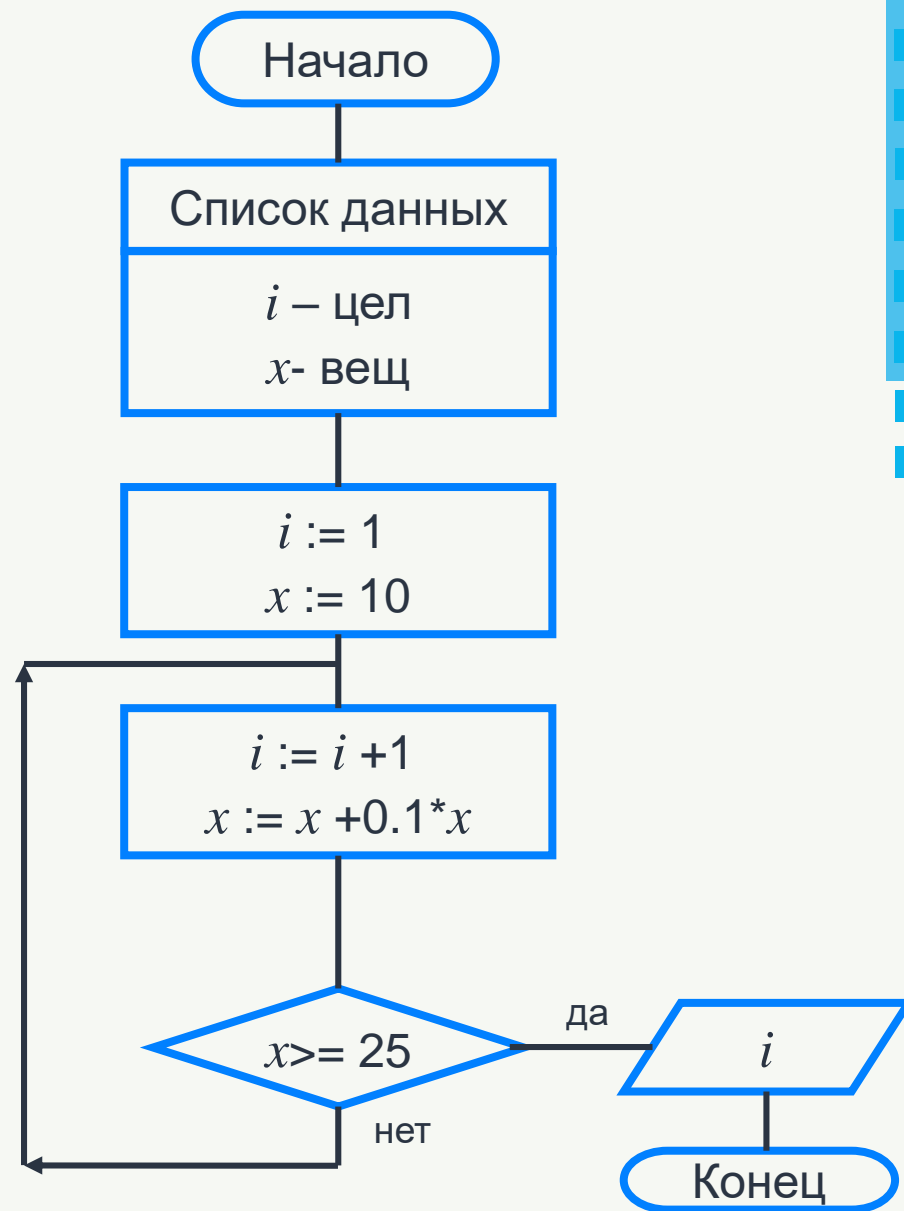 Начало
Список данных
i – цел
x- вещ
i := 1
x := 10
i := i +1
x := x +0.1*x
x>= 25
да
i
нет
Конец